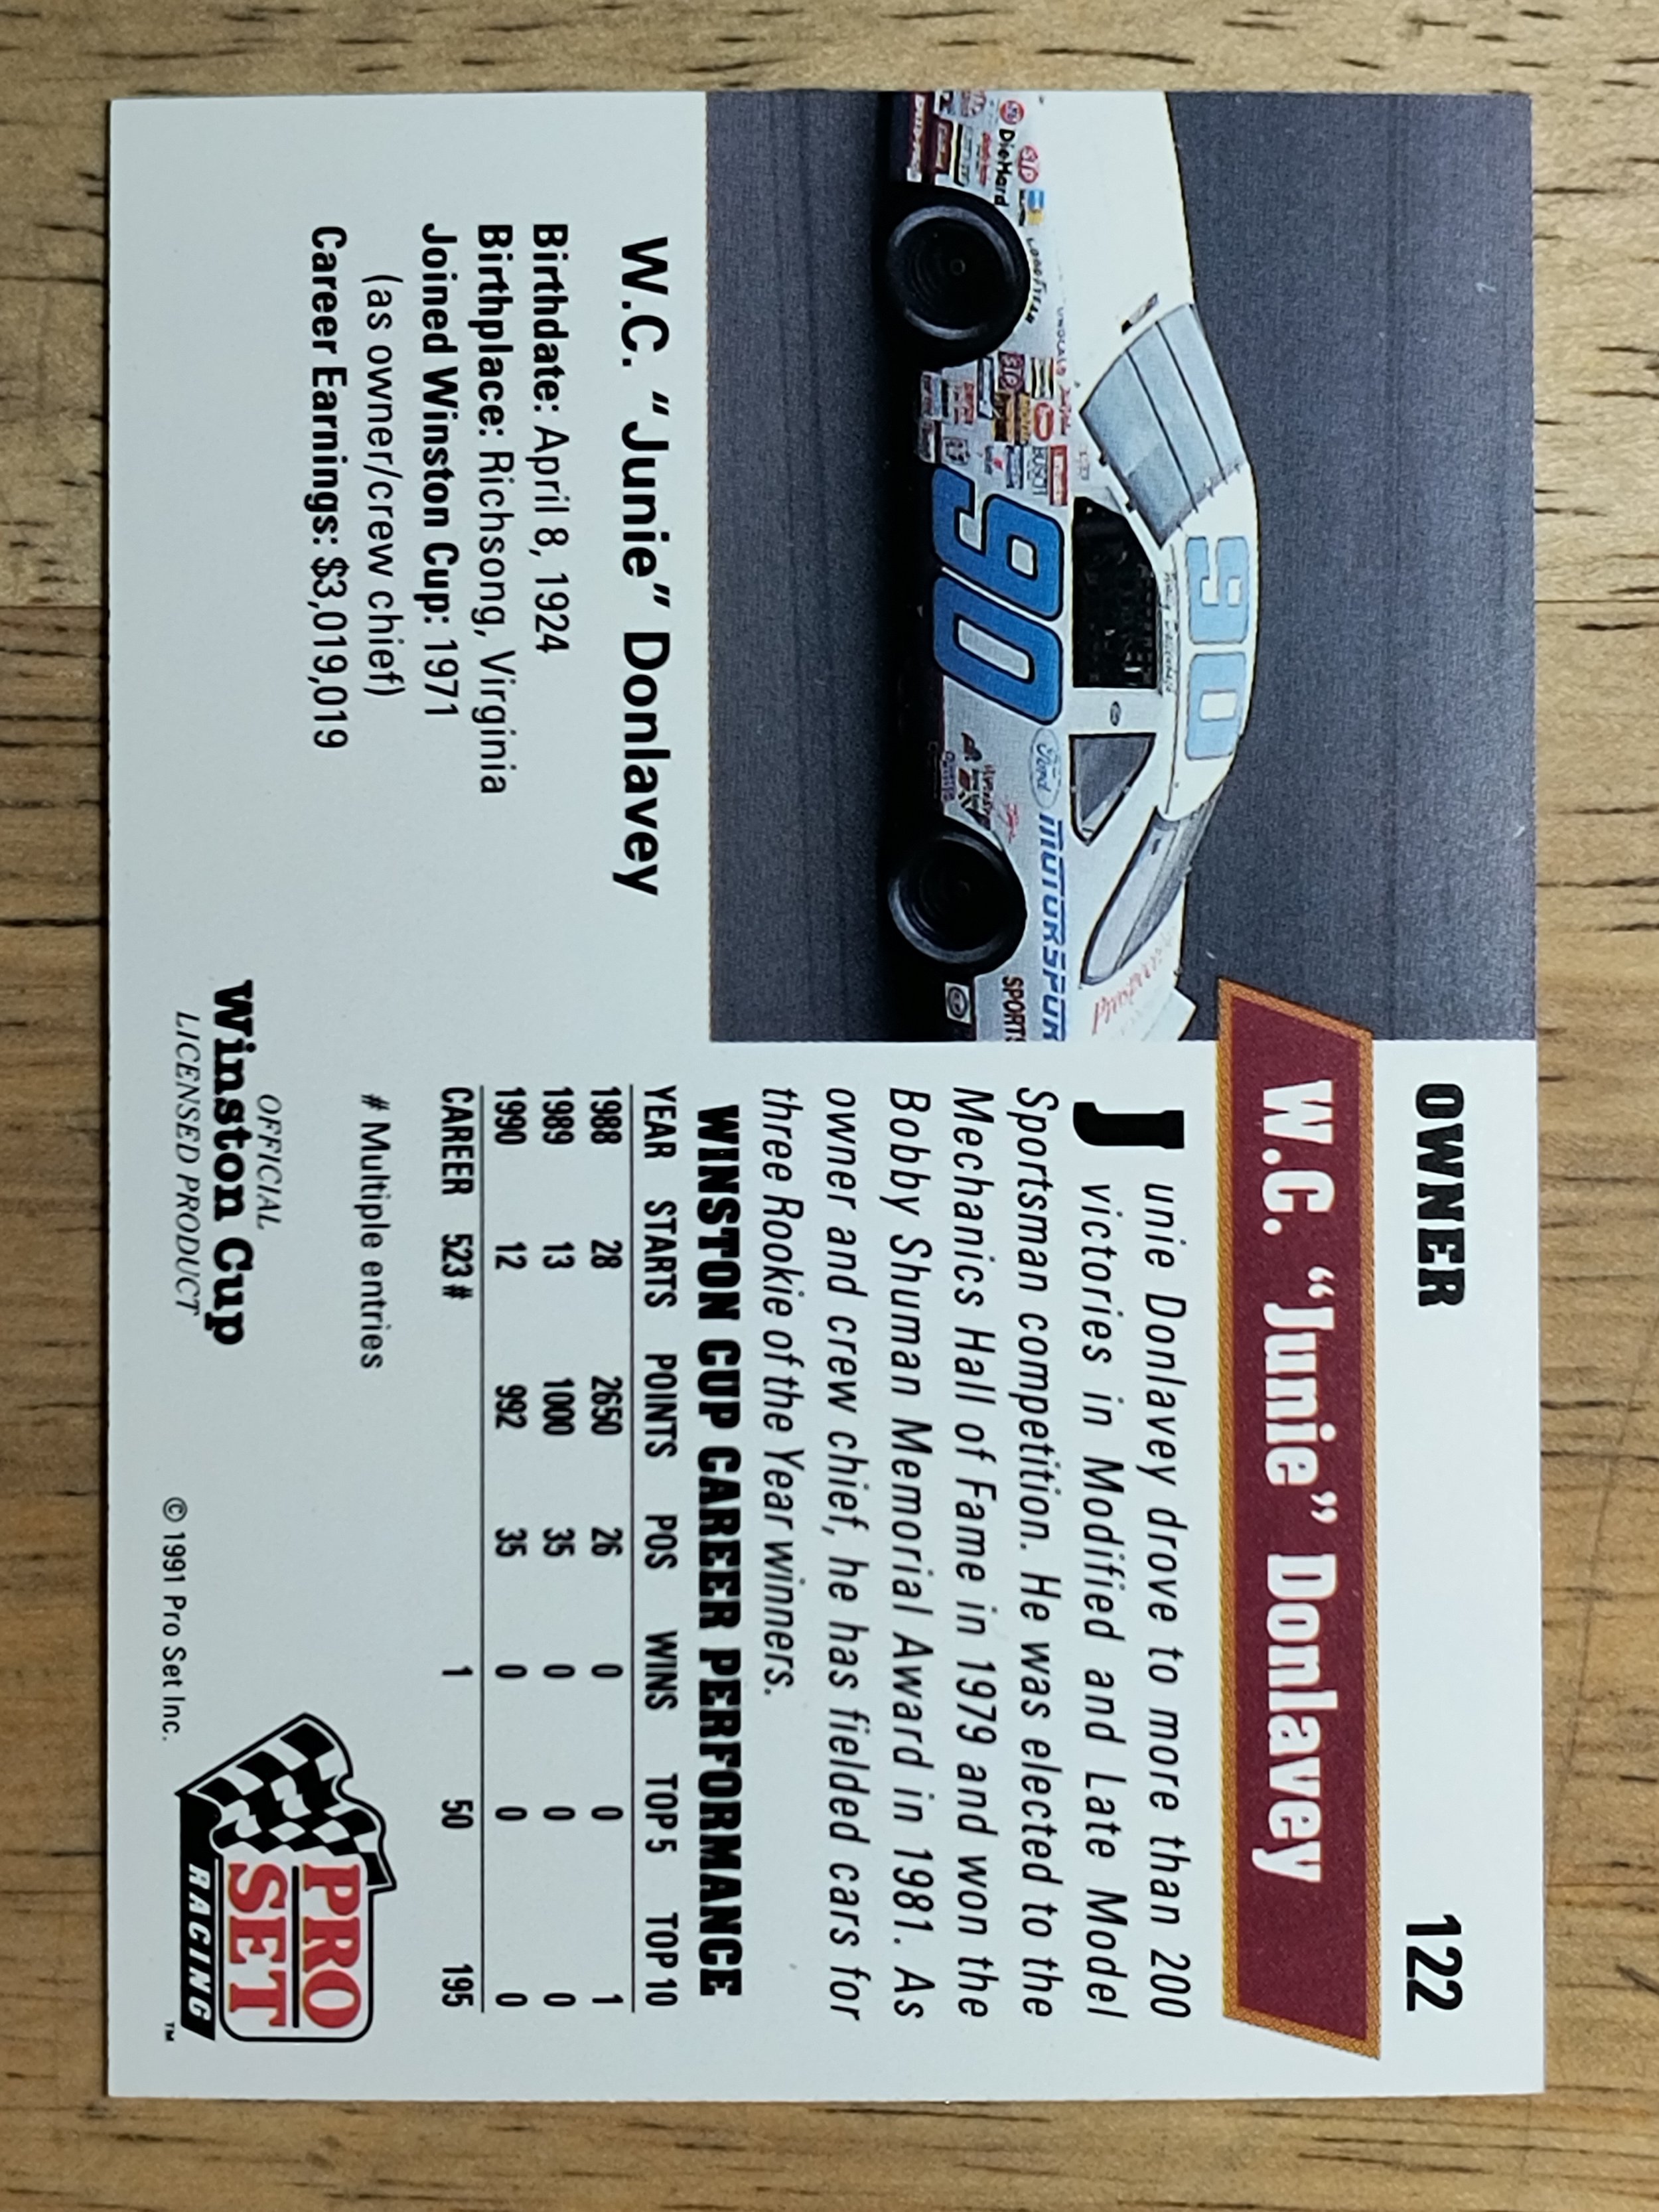 OWNER 122
W.C. “Junie” Donlavey
Junie Donlavey drove to more than 200
victories in Modified and Late Model
Sportsman competition. He was elected to the
Mechanics Hall of Fame in 1979 and won the
Bobby Shuman Memorial Award in 1981. As
owner and crew chief, he has fielded cars for
three Rookie of the Year winners.
WINSTON CUP CAREER PERFORMANCE
YEAR STARTS POINTS POS WINS TOP 5 TOP 10
1988 28 2650 26 0 0 1
1989 13 1000 35 0 0 0
1990 12 992 35 0 0 0
CAREER 523# 1 50 195
# Multiple entries
90
90
DieHard
STP
GOODYEAR
STP
BUSCH
Ford MOTORSPOR
SPORTS
W.C. “Junie” Donlavey
Birthdate: April 8, 1924
Birthplace: Richsong, Virginia
Joined Winston Cup: 1971
(as owner/crew chief)
Career Earnings: $3,019,019
OFFICIAL
Winston Cup
LICENSED PRODUCT
© 1991 Pro Set Inc.
PRO
SET
RACING
TM